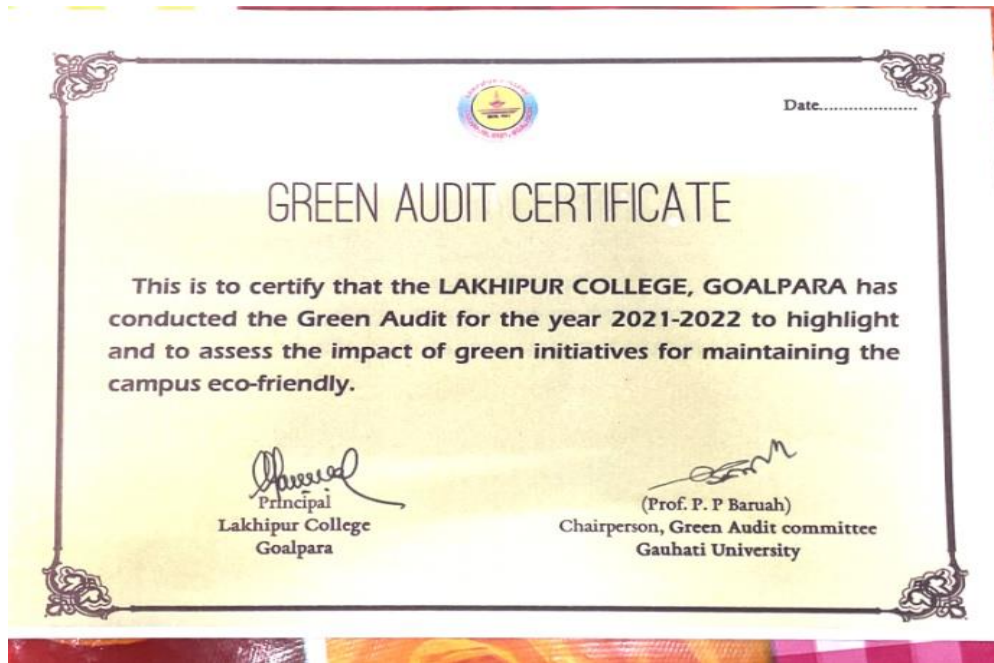 Date...................
GREEN AUDIT CERTIFICATE
This is to certify that the LAKHIPUR COLLEGE, GOALPARA has
conducted the Green Audit for the year 2021-2022 to highlight
and to assess the impact of green initiatives for maintaining the
campus eco-friendly.
Principal
Lakhipur College
Goalpara
(Prof. P. P Baruah)
Chairperson, Green Audit committee
Gauhati University